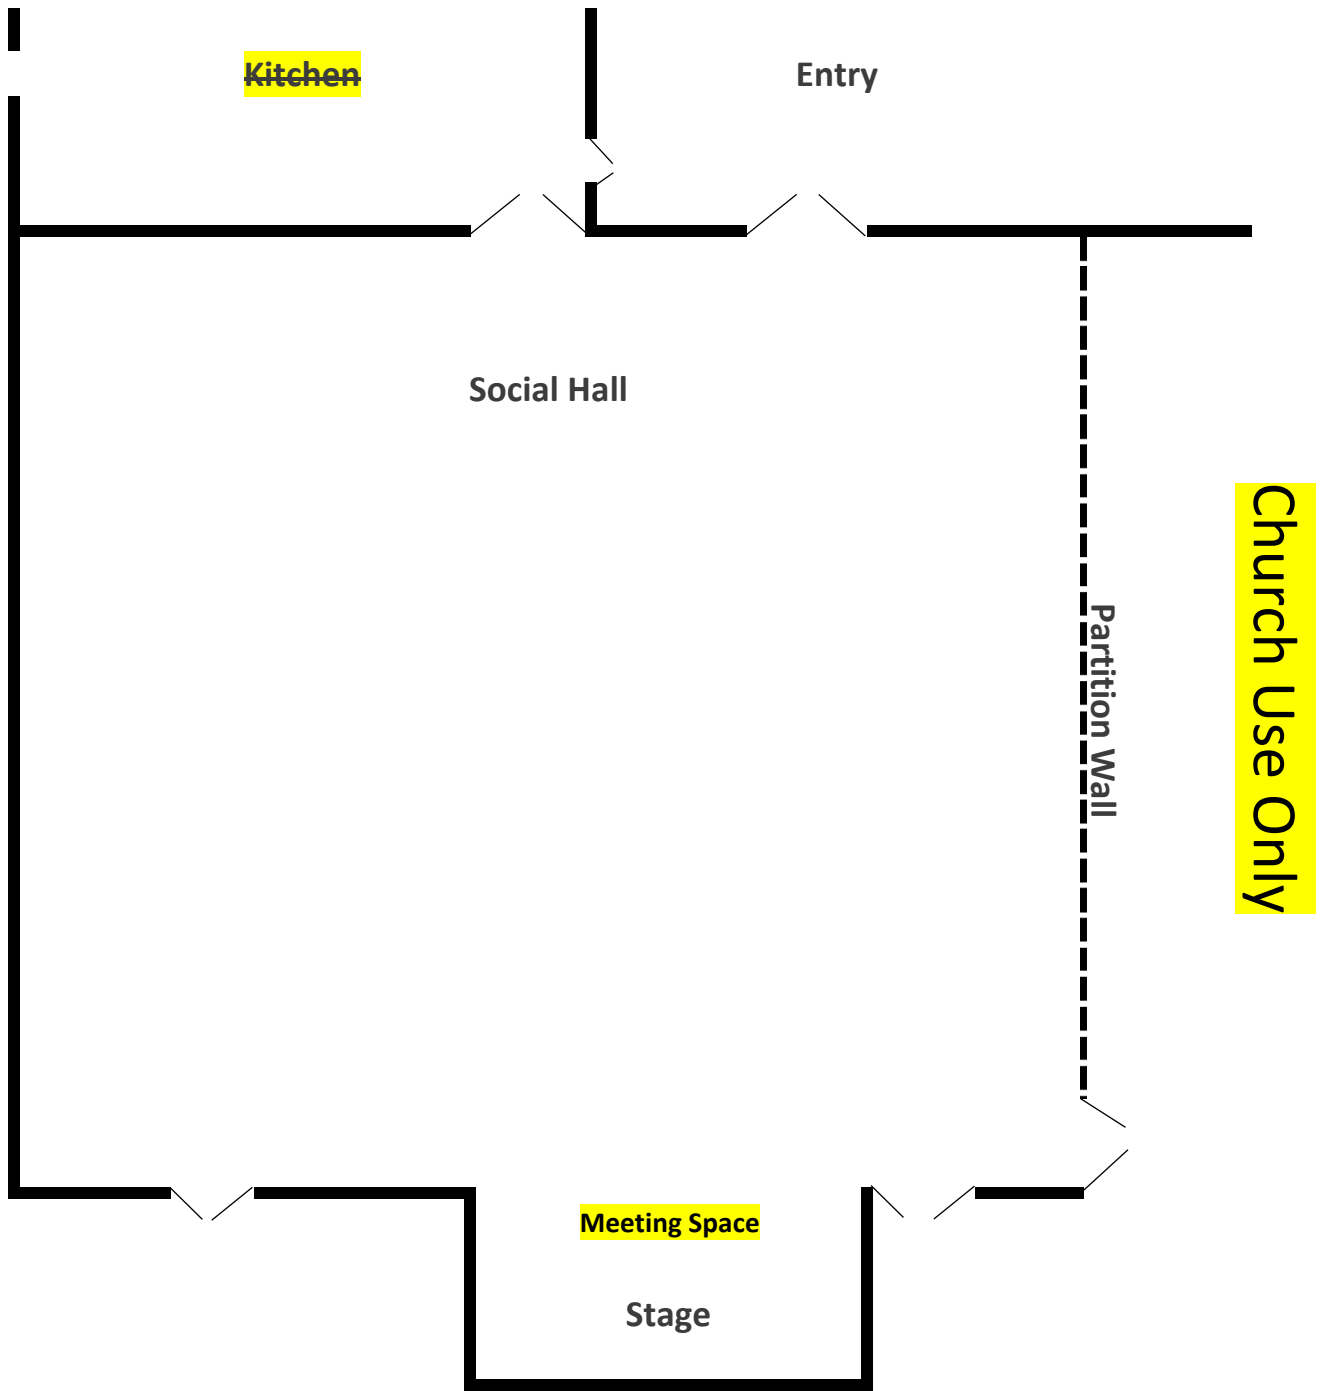 Kitchen
Entry
Social Hall
Church Use Only
Partition Wall
Meeting Space
Stage